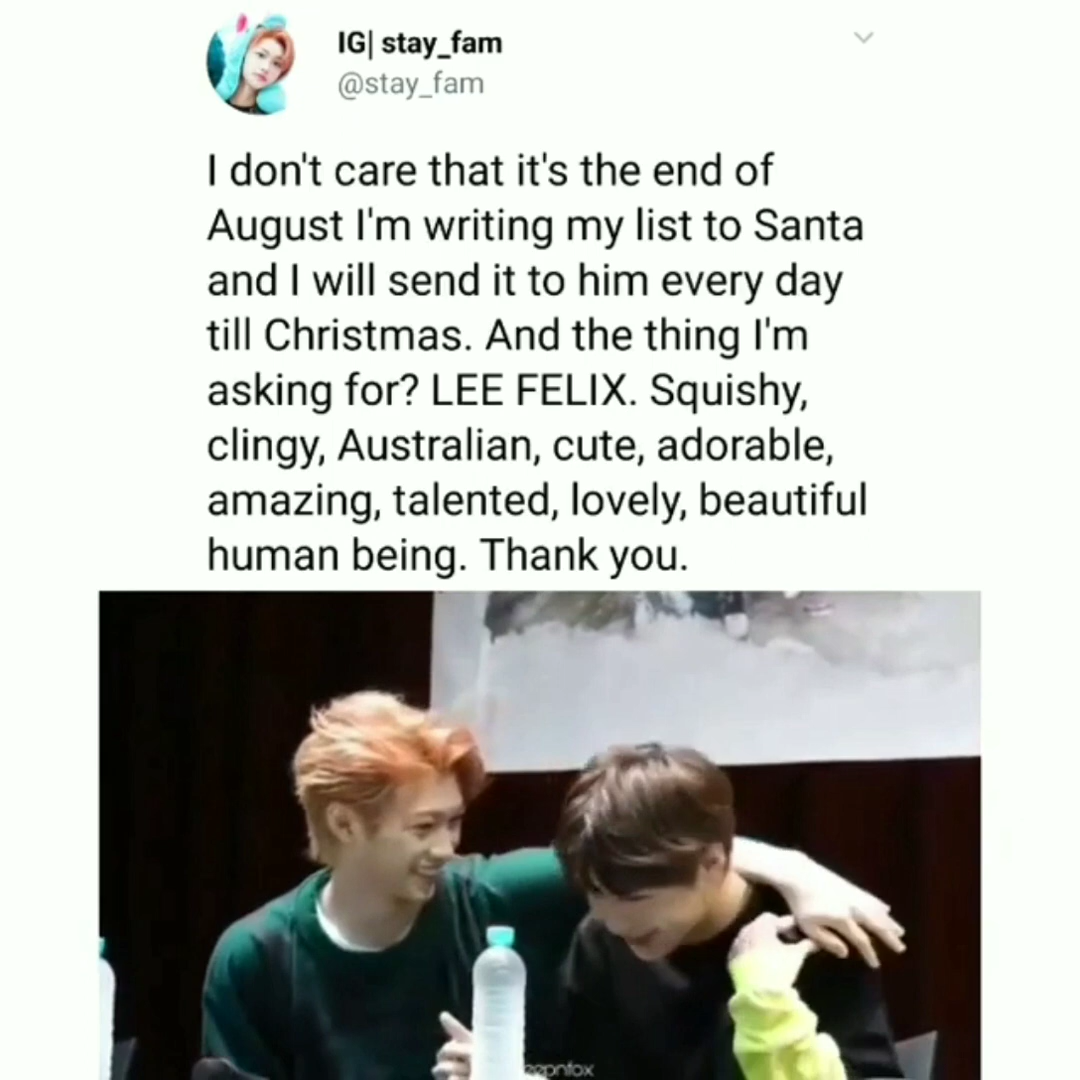 IG| stay_fam
@stay_fam
I don't care that it's the end of
August I'm writing my list to Santa
and I will send it to him every day
till Christmas. And the thing I'm
asking for? LEE FELIX. Squishy,
clingy, Australian, cute, adorable,
amazing, talented, lovely, beautiful
human being. Thank you.